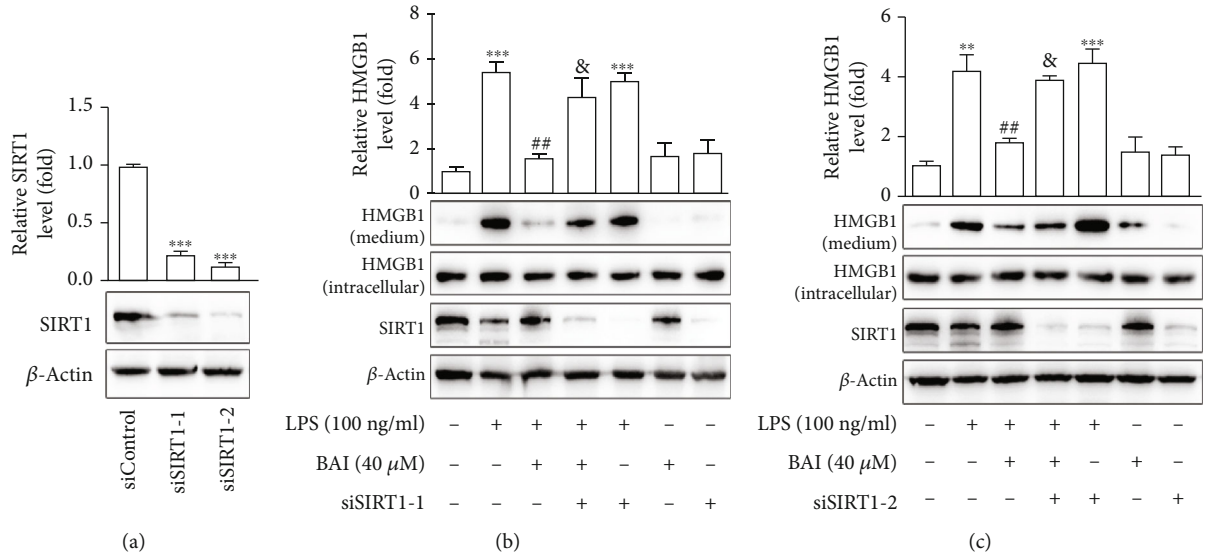 Relative SIRT1
level (fold)
1.5
1.0
0.5
0.0
***
***
SIRT1
β-Actin
siControl
siSIRT1-1
siSIRT1-2
(a)
Relative HMGB1
level (fold)
8
6
4
2
0
***
##
&
***
HMGB1
(medium)
HMGB1
(intracellular)
SIRT1
β-Actin
LPS (100 ng/ml) – + + + + – –
BAI (40 μM) – – + + – + –
siSIRT1-1 – – – + + – +
(b)
Relative HMGB1
level (fold)
6
4
2
0
**
##
&
***
HMGB1
(medium)
HMGB1
(intracellular)
SIRT1
β-Actin
LPS (100 ng/ml) – + + + + – –
BAI (40 μM) – – + + – + –
siSIRT1-2 – – – + + – +
(c)